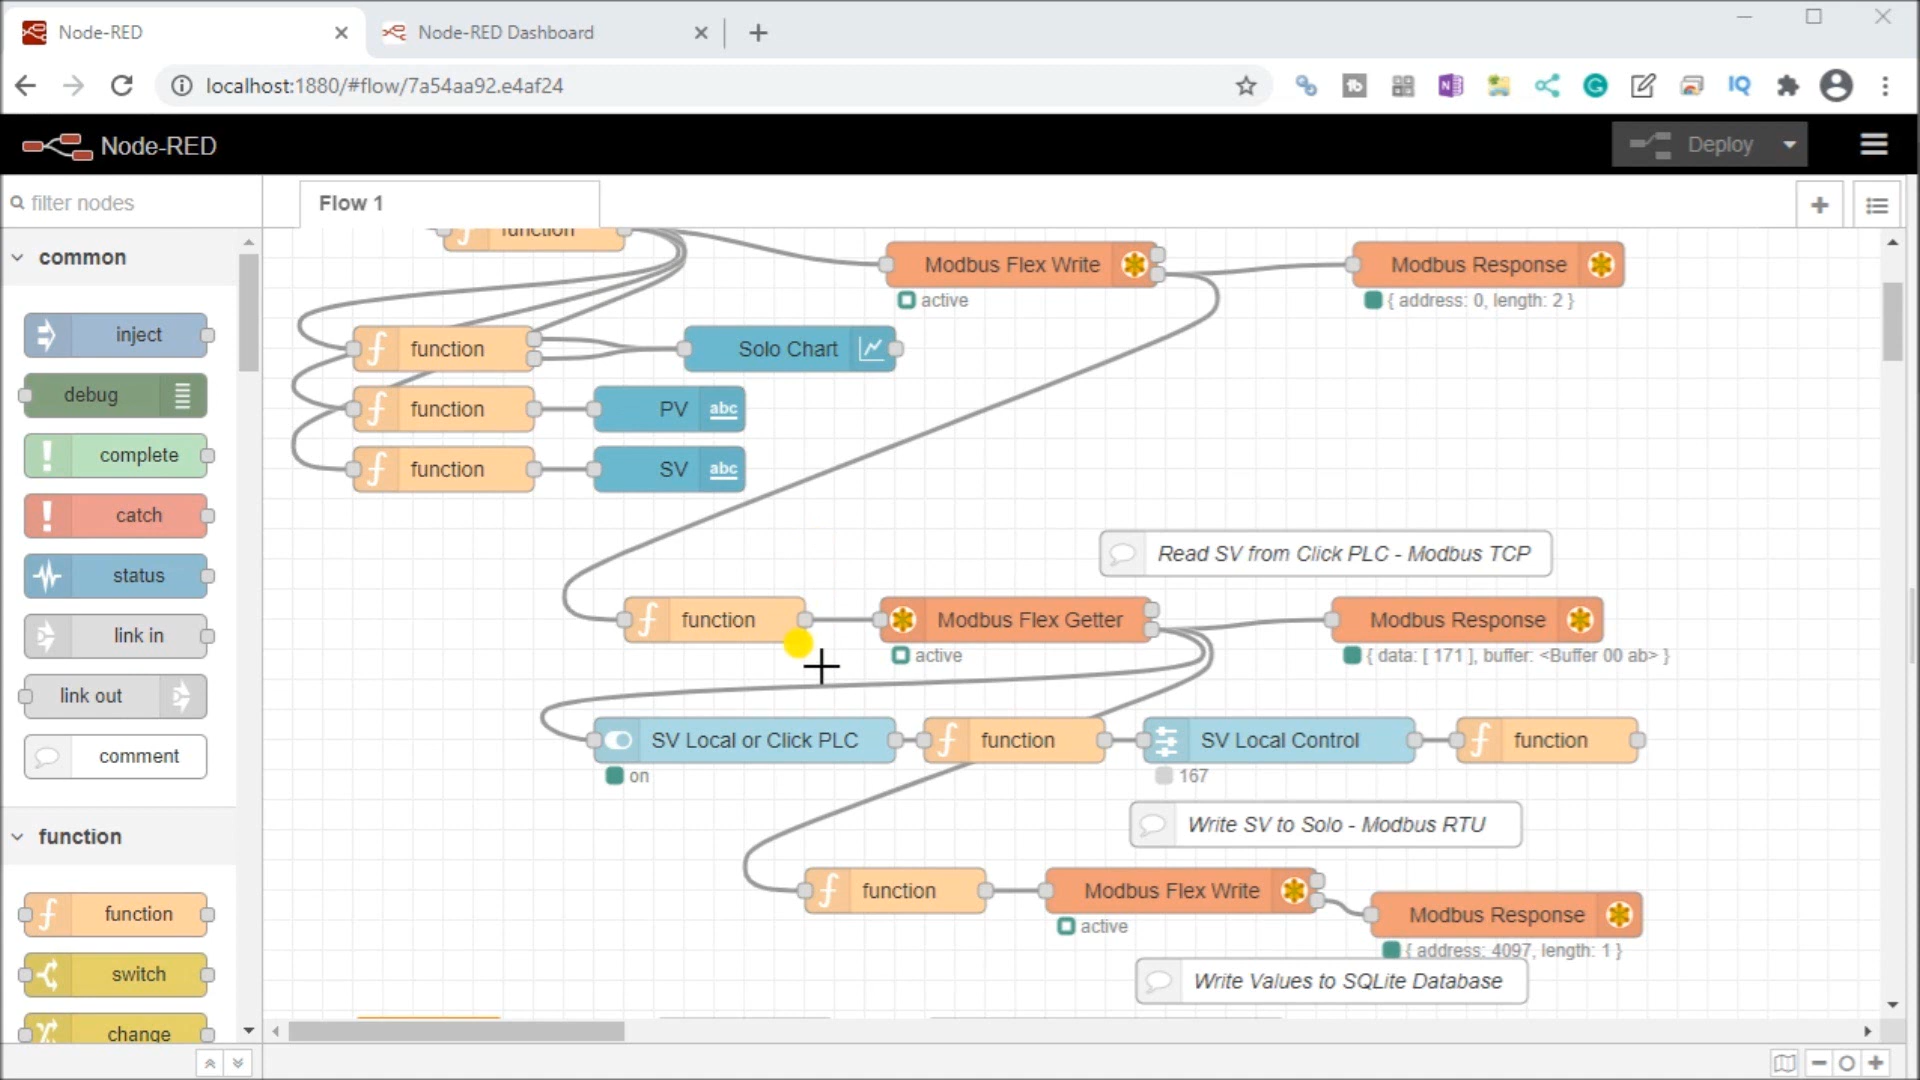 Node-RED
Node-RED Dashboard
localhost:1880/#flow/7a54aa92.e4af24
Node-RED
Deploy
filter nodes
Flow 1
common
inject
debug
complete
catch
status
link in
link out
comment
function
function
switch
change
function
Modbus Flex Write
active
Modbus Response
{ address: 0, length: 2 }
function
Solo Chart
function
PV
abc
function
SV
abc
Read SV from Click PLC - Modbus TCP
function
Modbus Flex Getter
active
Modbus Response
{ data: [ 171 ], buffer: <Buffer 00 ab> }
SV Local or Click PLC
on
function
SV Local Control
167
function
Write SV to Solo - Modbus RTU
function
Modbus Flex Write
active
Modbus Response
{ address: 4097, length: 1 }
Write Values to SQLite Database